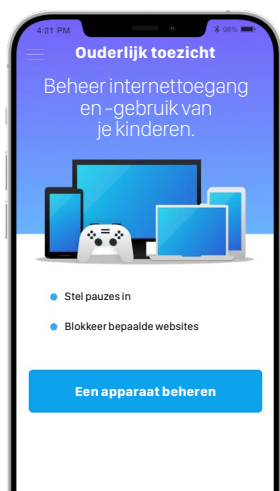 4:21 PM
96%
Ouderlijk toezicht
Beheer internettoegang
en -gebruik van
je kinderen.
Stel pauzes in
Blokkeer bepaalde websites
Een apparaat beheren